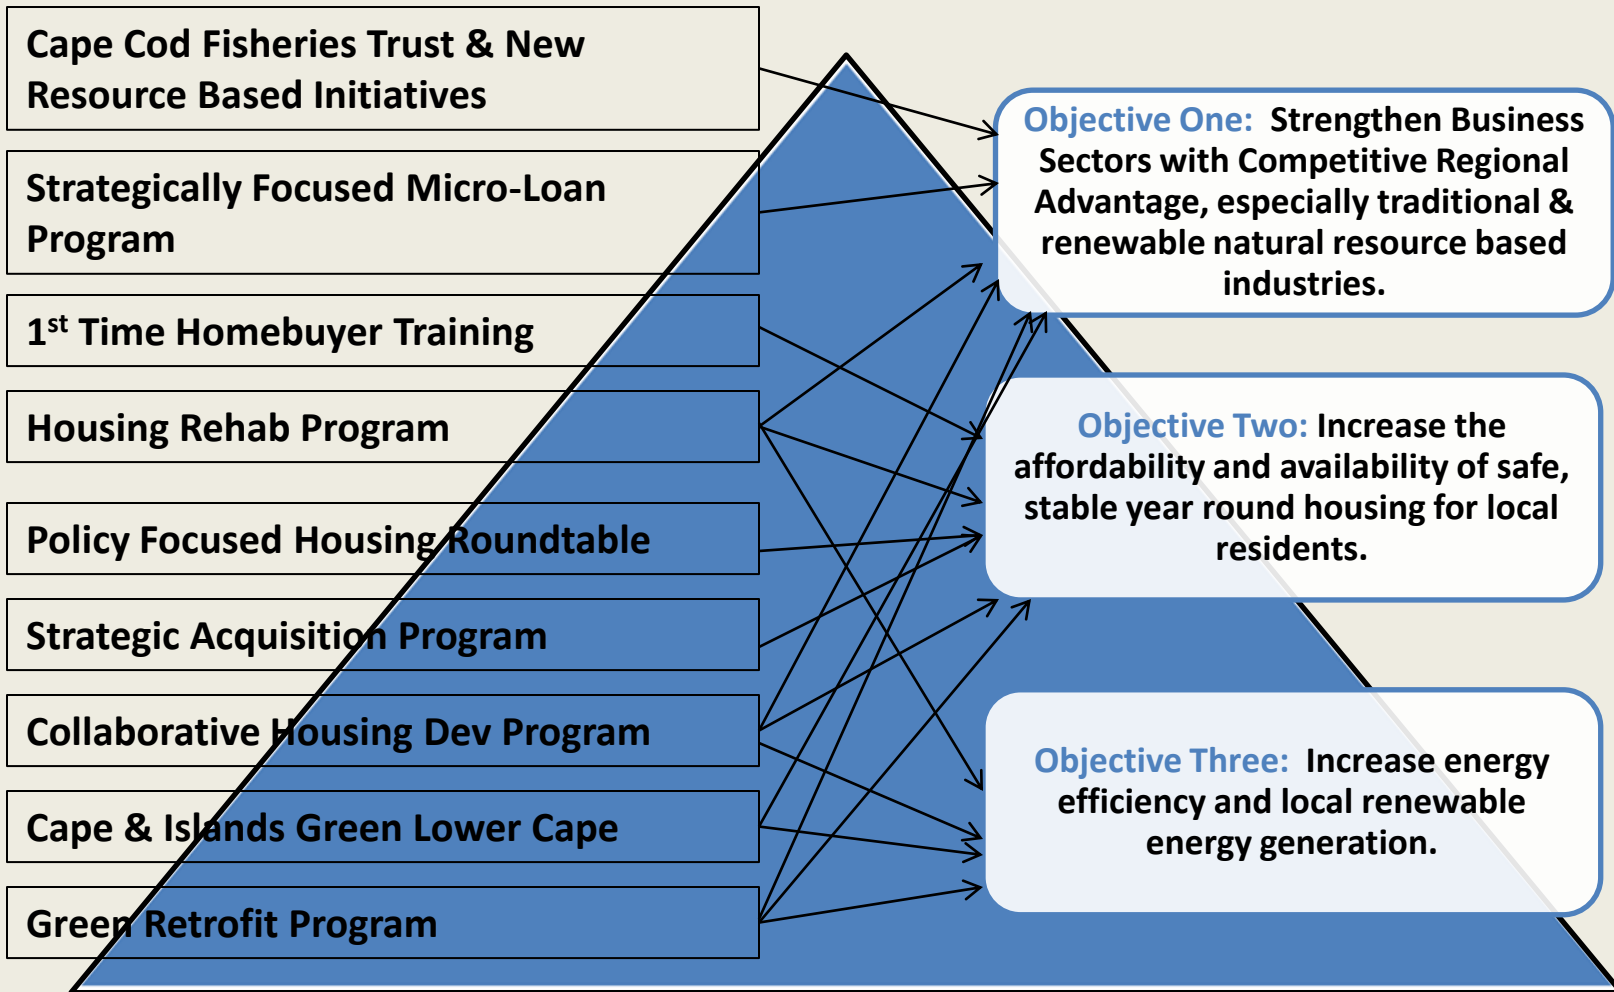 Cape Cod Fisheries Trust & New
Resource Based Initiatives
Strategically Focused Micro-Loan
Program
1st Time Homebuyer Training
Housing Rehab Program
Policy Focused Housing Roundtable
Strategic Acquisition Program
Collaborative Housing Dev Program
Cape & Islands Green Lower Cape
Green Retrofit Program
Objective One: Strengthen Business
Sectors with Competitive Regional
Advantage, especially traditional &
renewable natural resource based
industries.
Objective Two: Increase the
affordability and availability of safe,
stable year round housing for local
residents.
Objective Three: Increase energy
efficiency and local renewable
energy generation.